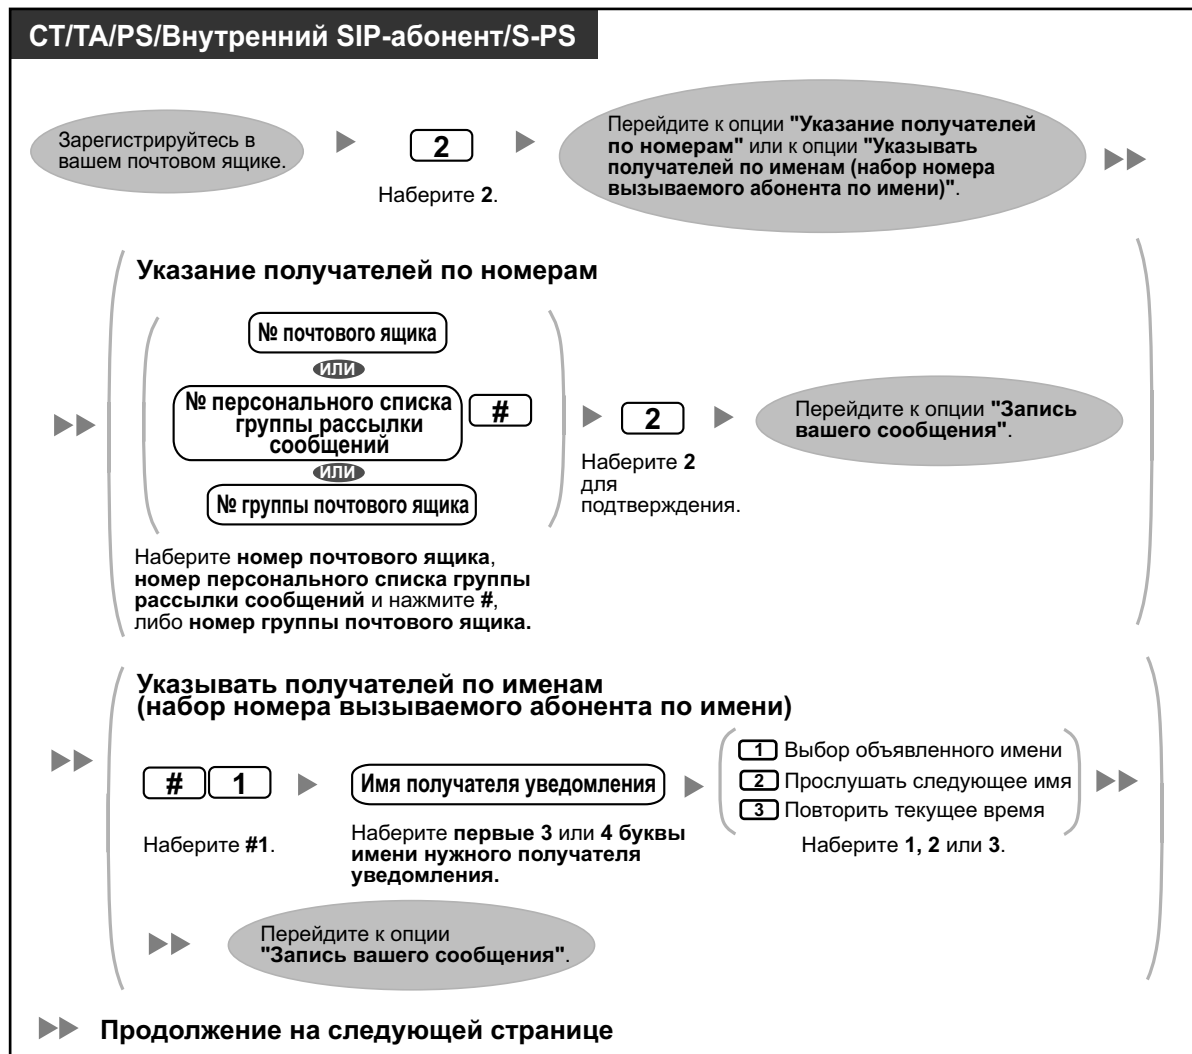 СТ/ТА/PS/Внутренний SIP-абонент/S-PS
Зарегистрируйтесь в
вашем почтовом ящике.
2
Наберите 2.
Перейдите к опции "Указание получателей
по номерам" или к опции "Указывать
получателей по именам (набор номера
вызываемого абонента по имени)".
Указание получателей по номерам
№ почтового ящика
ИЛИ
№ персонального списка
группы рассылки
сообщений
#
ИЛИ
№ группы почтового ящика
Наберите номер почтового ящика,
номер персонального списка группы
рассылки сообщений и нажмите #,
либо номер группы почтового ящика.
2
Наберите 2
для
подтверждения.
Перейдите к опции "Запись
вашего сообщения".
Указывать получателей по именам
(набор номера вызываемого абонента по имени)
# 1
Наберите #1.
Имя получателя уведомления
Наберите первые 3 или 4 буквы
имени нужного получателя
уведомления.
1 Выбор объявленного имени
2 Прослушать следующее имя
3 Повторить текущее время
Наберите 1, 2 или 3.
Перейдите к опции
"Запись вашего сообщения".
Продолжение на следующей странице